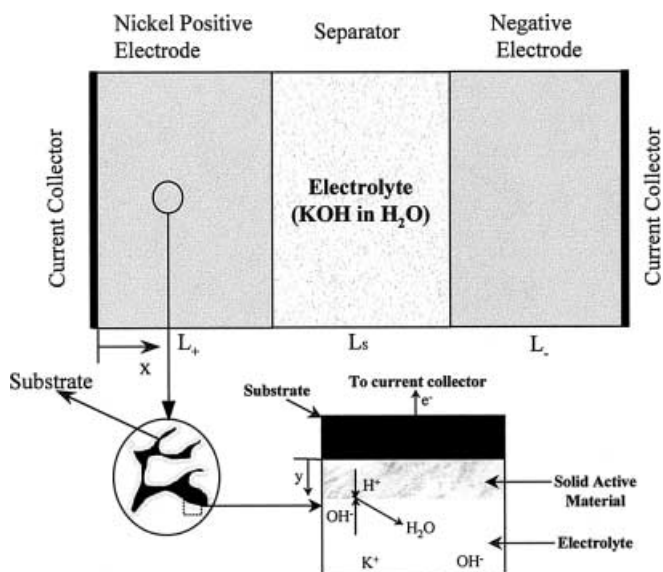 Nickel Positive
Electrode
Separator
Negative
Electrode
Current Collector
Electrolyte
(KOH in H₂O)
Current Collector
x
L₊
Ls
L₋
Substrate
Substrate
To current collector
e⁻
y
H⁺
OH⁻
H₂O
K⁺
OH⁻
Solid Active
Material
Electrolyte